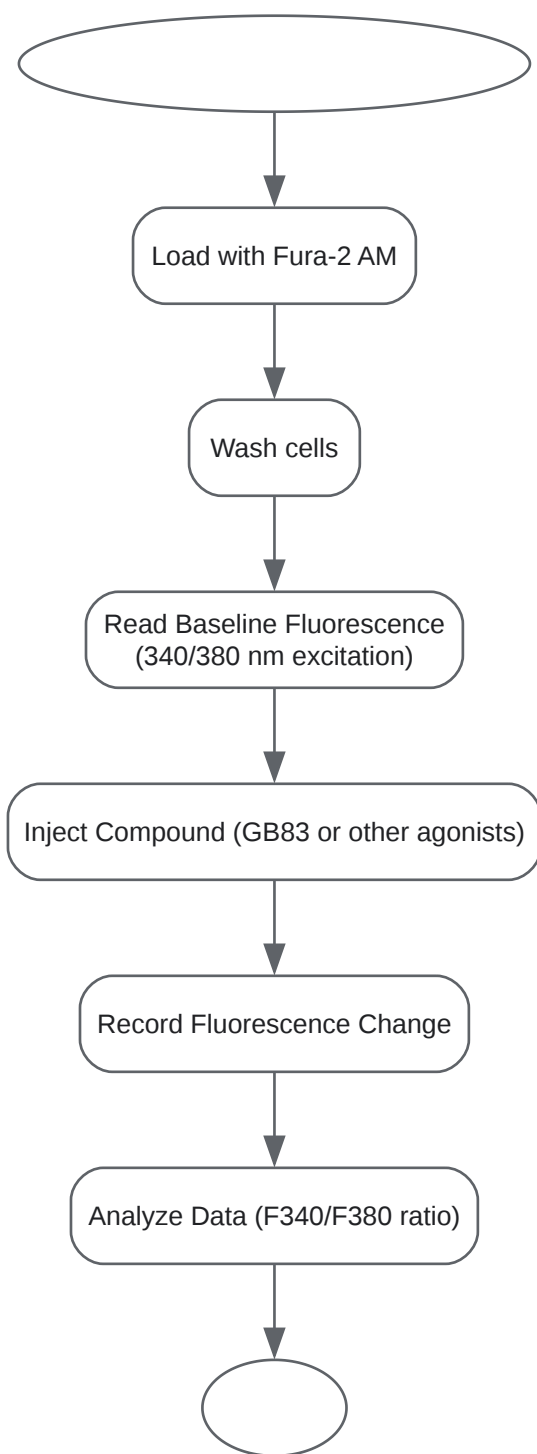 Load with Fura-2 AM
Wash cells
Read Baseline Fluorescence
(340/380 nm excitation)
Inject Compound (GB83 or other agonists)
Record Fluorescence Change
Analyze Data (F340/F380 ratio)